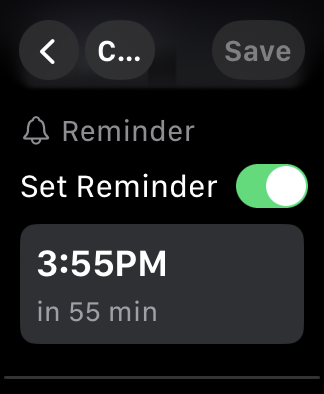 C...
Save
Reminder
Set Reminder
3:55PM
in 55 min